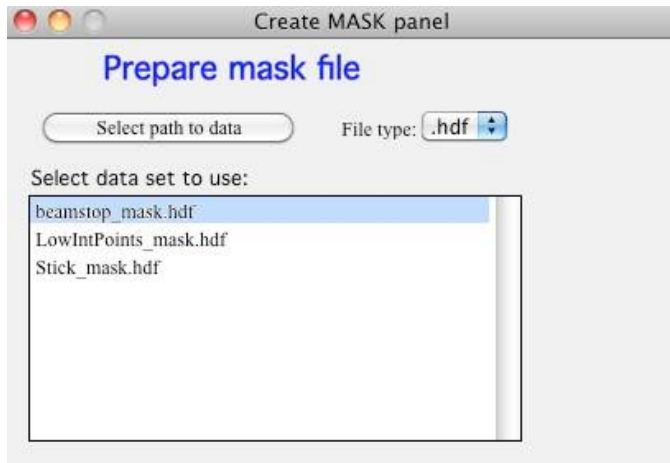 Create MASK panel
Prepare mask file
Select path to data File type: .hdf
Select data set to use:
beamstop_mask.hdf
LowIntPoints_mask.hdf
Stick_mask.hdf